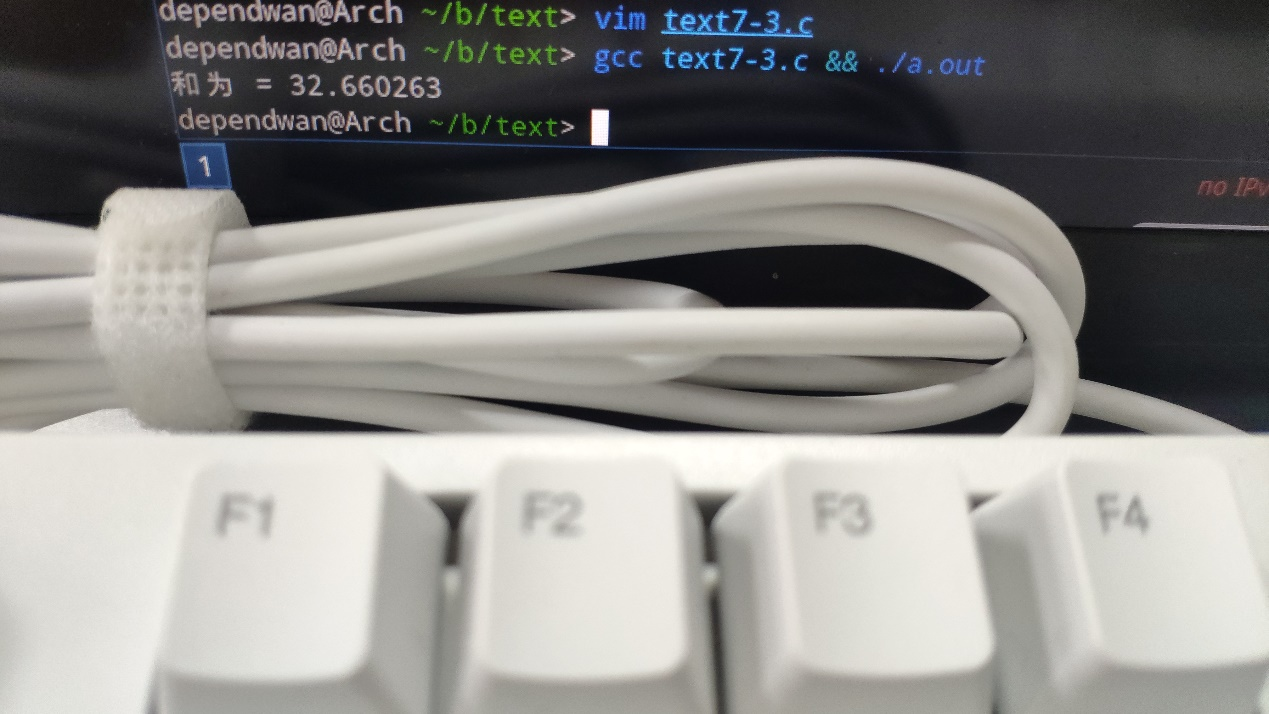 dependwan@Arch ~/b/text> vim text7-3.c
dependwan@Arch ~/b/text> gcc text7-3.c && ./a.out
和为 = 32.660263
dependwan@Arch ~/b/text>
1
no IPv
F1
F2
F3
F4